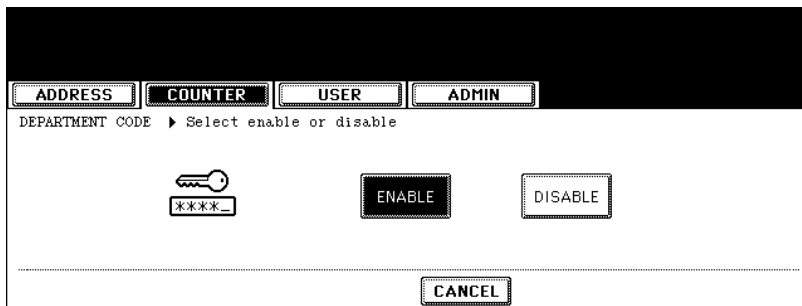 ADDRESS COUNTER USER ADMIN
DEPARTMENT CODE ▶ Select enable or disable
****_ ENABLE DISABLE
CANCEL